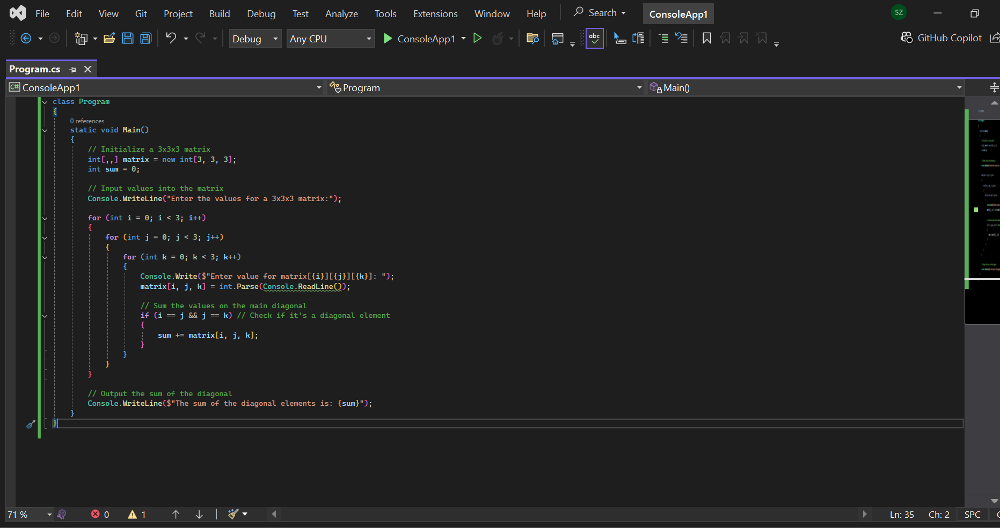 File Edit View Git Project Build Debug Test Analyze Tools Extensions Window Help Search ConsoleApp1 SZ
Debug Any CPU ConsoleApp1 abc GitHub Copilot
Program.cs
C# ConsoleApp1 Program Main()
class Program
{
0 references
static void Main()
{
// Initialize a 3x3x3 matrix
int[,,] matrix = new int[3, 3, 3];
int sum = 0;
// Input values into the matrix
Console.WriteLine("Enter the values for a 3x3x3 matrix:");
for (int i = 0; i < 3; i++)
{
for (int j = 0; j < 3; j++)
{
for (int k = 0; k < 3; k++)
{
Console.Write($"Enter value for matrix[{i}][{j}][{k}]: ");
matrix[i, j, k] = int.Parse(Console.ReadLine());
// Sum the values on the main diagonal
if (i == j && j == k) // Check if it's a diagonal element
{
sum += matrix[i, j, k];
}
}
}
}
// Output the sum of the diagonal
Console.WriteLine($"The sum of the diagonal elements is: {sum}");
}
}
71 % 0 1 Ln: 35 Ch: 2 SPC